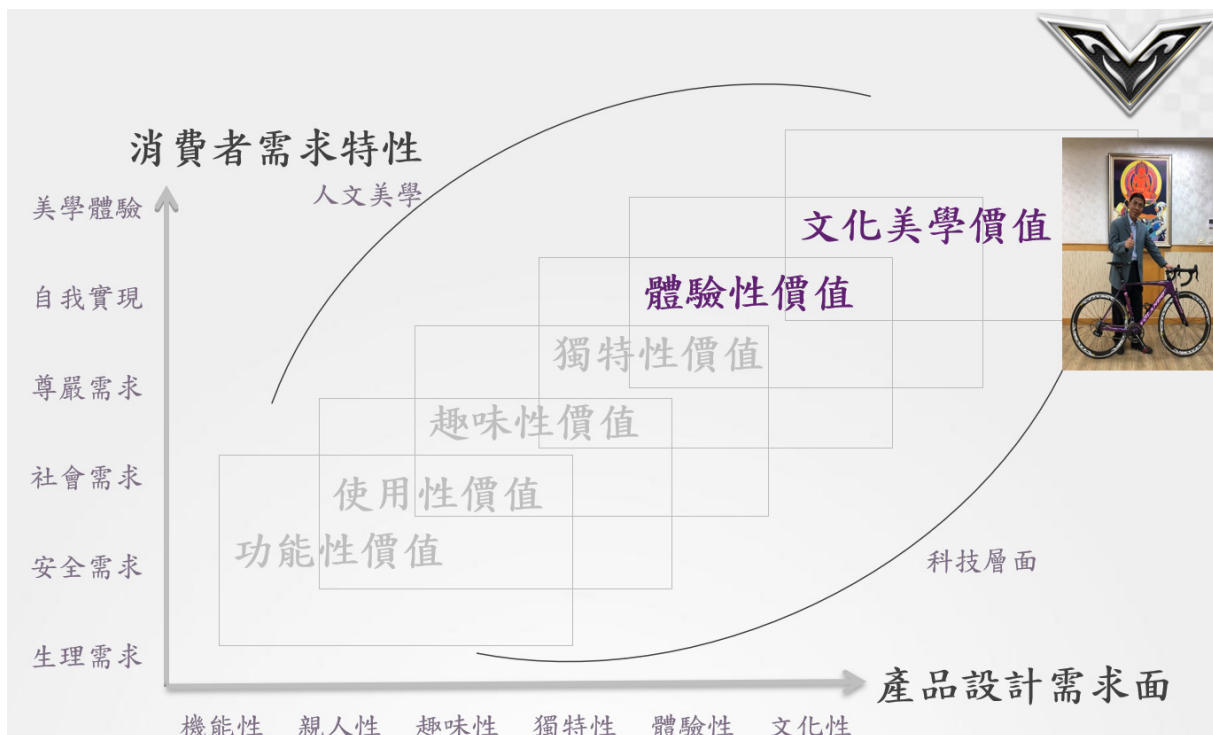 消費者需求特性
人文美學
美學體驗
自我實現
尊嚴需求
社會需求
安全需求
生理需求
文化美學價值
體驗性價值
獨特性價值
趣味性價值
使用性價值
功能性價值
科技層面
產品設計需求面
機能性 親人性 趣味性 獨特性 體驗性 文化性